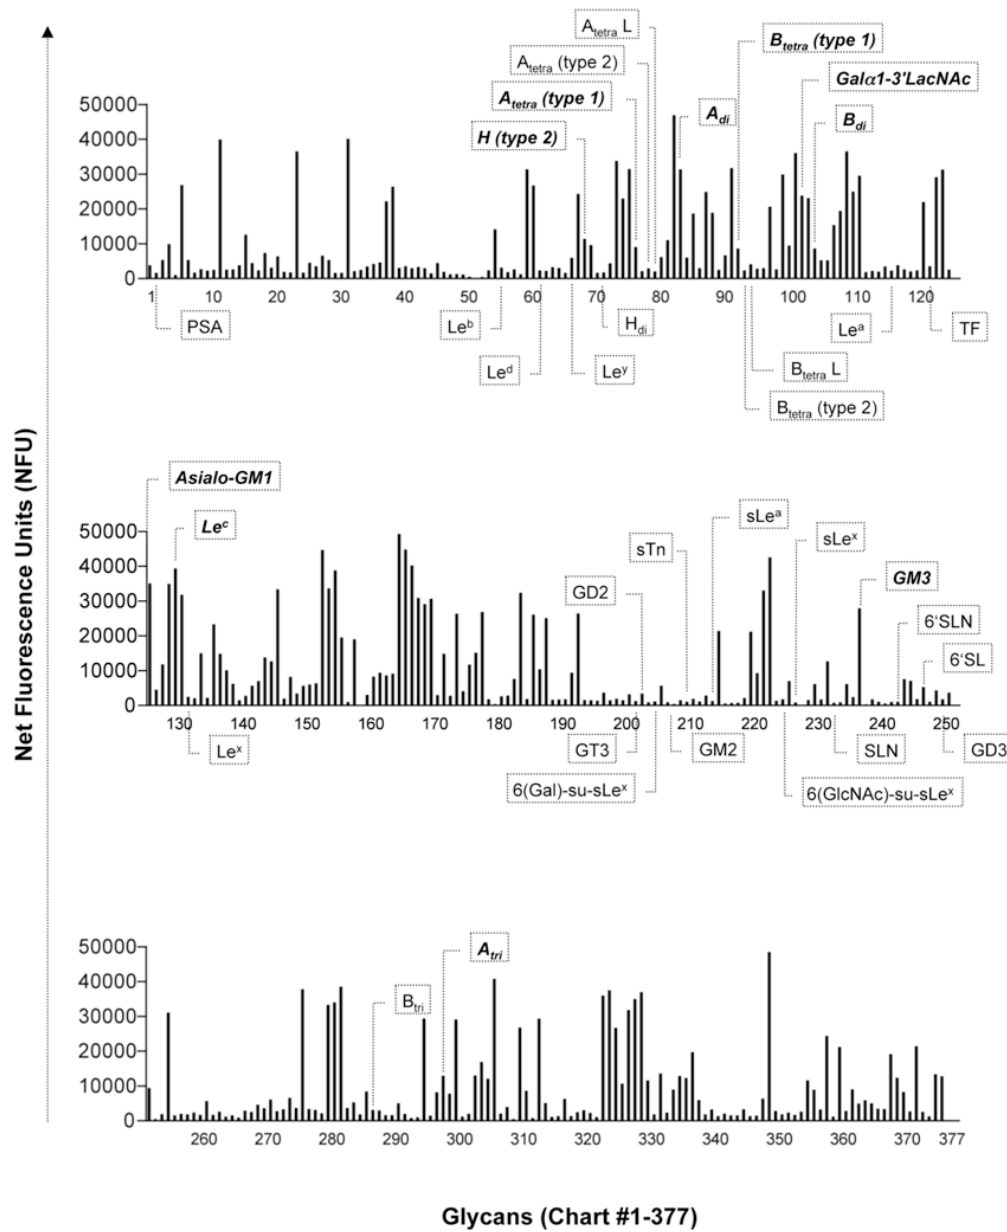 A_tetra L
B_tetra (type 1)
A_tetra (type 2)
Galα1-3'LacNAc
A_tetra (type 1)
A_di
B_di
H (type 2)
50000
40000
30000
20000
10000
0
1 10 20 30 40 50 60 70 80 90 100 110 120
PSA
Le^b
H_di
Le^a
TF
Le^d
Le^y
B_tetra L
B_tetra (type 2)
Net Fluorescence Units (NFU)
Asialo-GM1
Le^c
sLe^a
sLe^x
sTn
GM3
GD2
6'SLN
6'SL
50000
40000
30000
20000
10000
0
130 140 150 160 170 180 190 200 210 220 230 240 250
Le^x
GT3
GM2
SLN
GD3
6(Gal)-su-sLe^x
6(GlcNAc)-su-sLe^x
A_tri
B_tri
50000
40000
30000
20000
10000
0
260 270 280 290 300 310 320 330 340 350 360 370 377
Glycans (Chart #1-377)